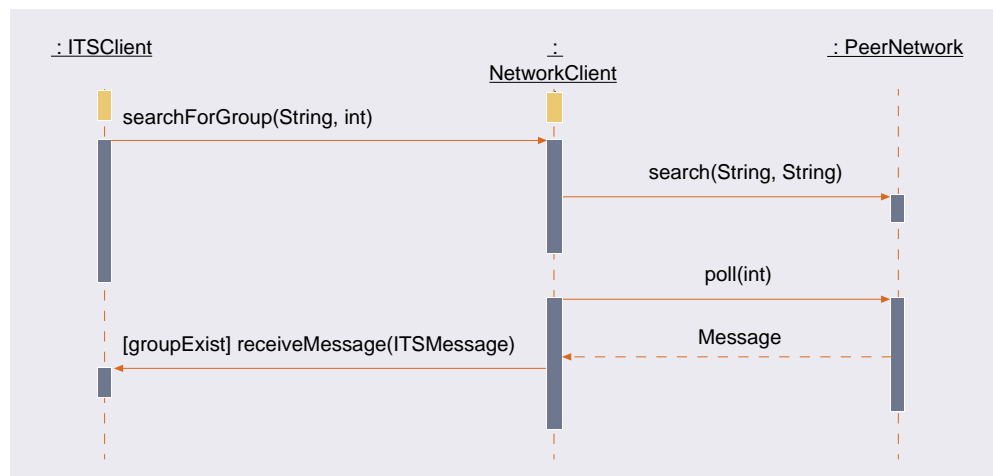 : ITSClient
:
NetworkClient
: PeerNetwork
searchForGroup(String, int)
search(String, String)
poll(int)
Message
[groupExist] receiveMessage(ITSMessage)